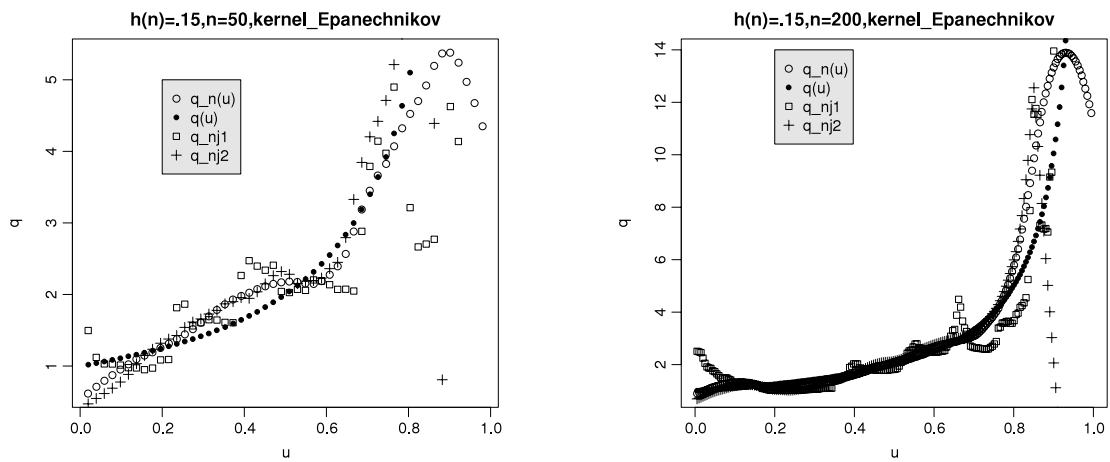 h(n)=.15,n=50,kernel_Epanechnikov
q
5
4
3
2
1
q_n(u)
q(u)
q_nj1
q_nj2
0.0 0.2 0.4 0.6 0.8 1.0
u
h(n)=.15,n=200,kernel_Epanechnikov
q
14
12
10
8
6
4
2
q_n(u)
q(u)
q_nj1
q_nj2
0.0 0.2 0.4 0.6 0.8 1.0
u